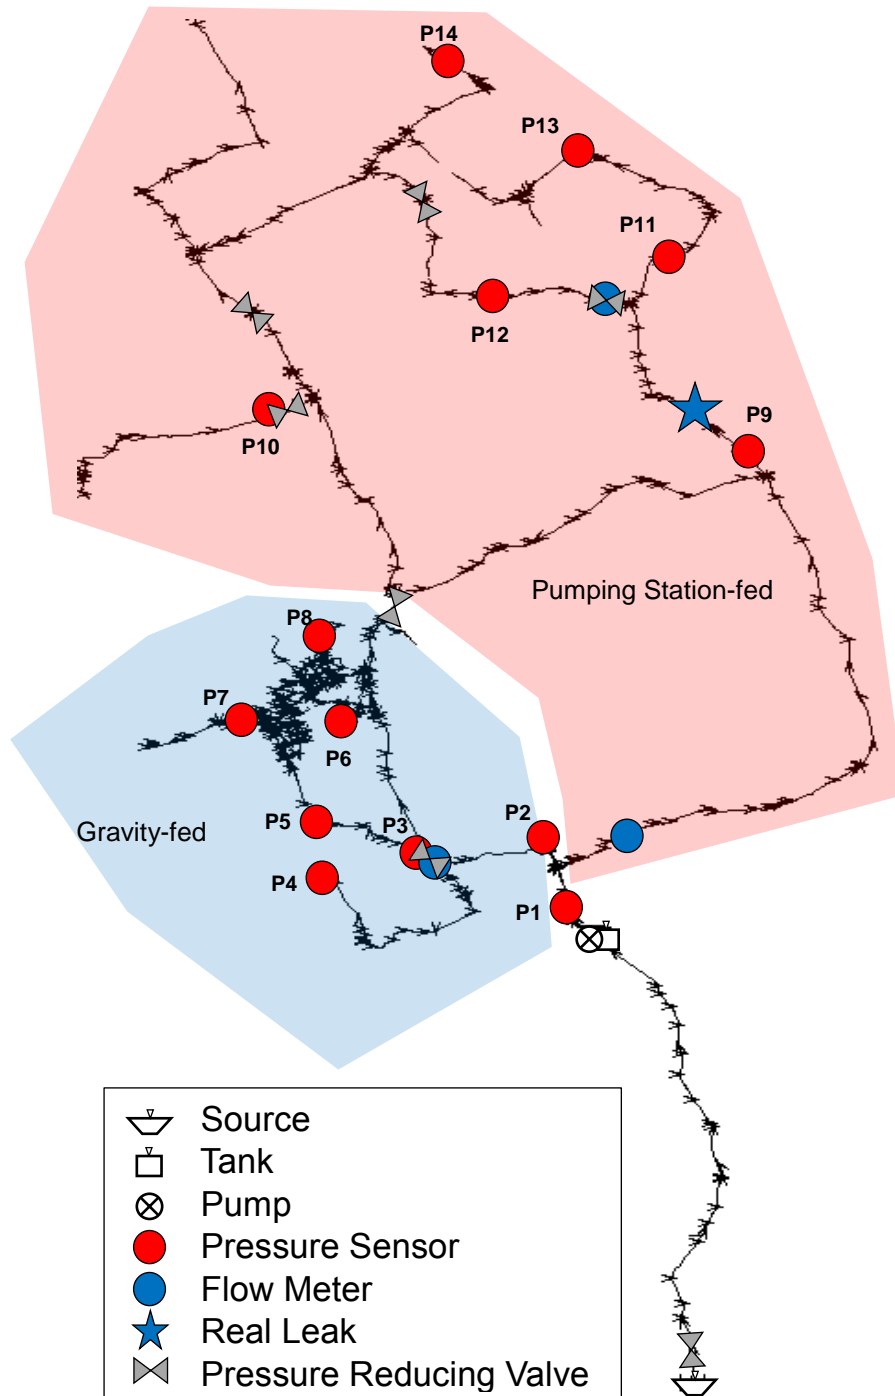 P14
P13
P11
P12
P9
P10
Pumping Station-fed
P8
P7
P6
P5
P3
P2
Gravity-fed
P4
P1
Source
Tank
Pump
Pressure Sensor
Flow Meter
Real Leak
Pressure Reducing Valve